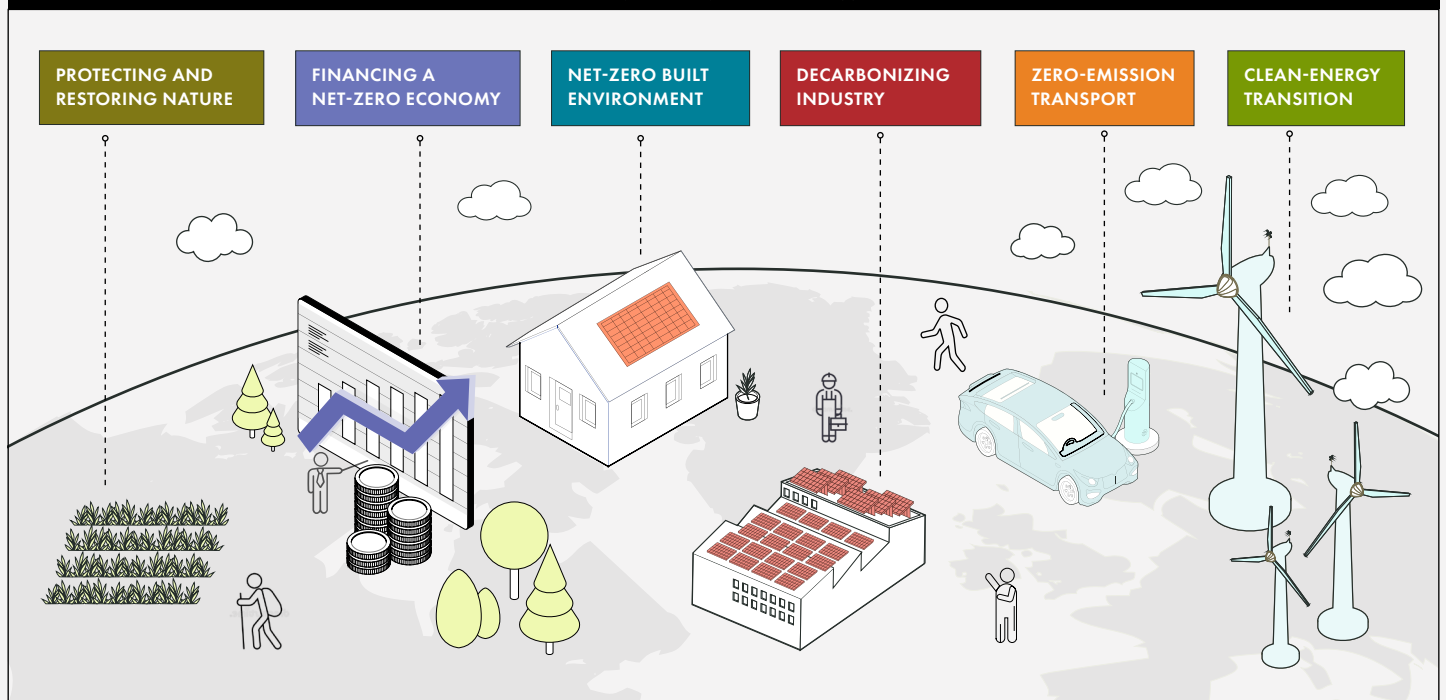 PROTECTING AND
RESTORING NATURE
FINANCING A
NET-ZERO ECONOMY
NET-ZERO BUILT
ENVIRONMENT
DECARBONIZING
INDUSTRY
ZERO-EMISSION
TRANSPORT
CLEAN-ENERGY
TRANSITION